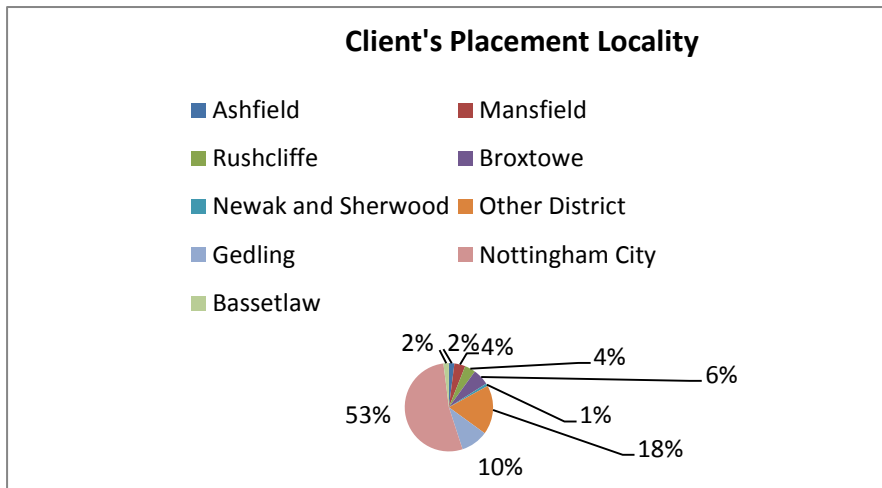 Client's Placement Locality
Ashfield Mansfield
Rushcliffe Broxtowe
Newak and Sherwood Other District
Gedling Nottingham City
Bassetlaw
2% 2% 4% 4%
6%
53% 1%
18%
10%